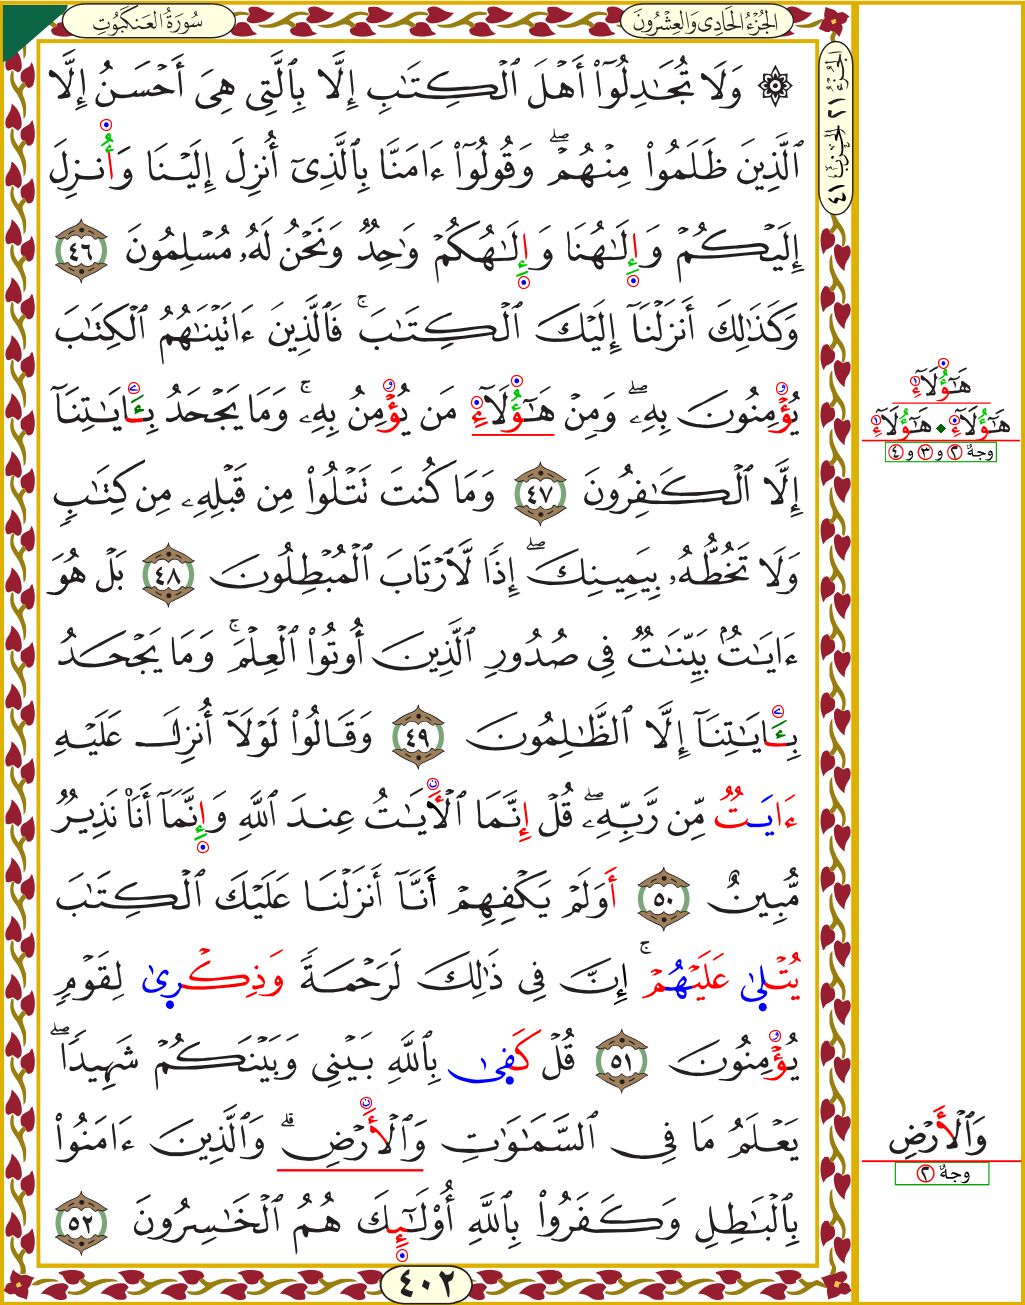 سُورَةُ العَنكَبُوتِ
الجُزْءُ الحَادِى وَالعِشْرُونَ
الجُزْءُ ٢١ الحِزْبُ ٤١
۞ وَلَا تُجَـٰدِلُوٓا۟ أَهْلَ ٱلْكِتَـٰبِ إِلَّا بِٱلَّتِى هِىَ أَحْسَنُ إِلَّا
ٱلَّذِينَ ظَلَمُوا۟ مِنْهُمْ ۖ وَقُولُوٓا۟ ءَامَنَّا بِٱلَّذِىٓ أُنزِلَ إِلَيْنَا وَأُنزِلَ
إِلَيْكُمْ وَإِلَـٰهُنَا وَإِلَـٰهُكُمْ وَٰحِدٌ وَنَحْنُ لَهُۥ مُسْلِمُونَ ٤٦
وَكَذَٰلِكَ أَنزَلْنَآ إِلَيْكَ ٱلْكِتَـٰبَ ۚ فَٱلَّذِينَ ءَاتَيْنَـٰهُمُ ٱلْكِتَـٰبَ
يُؤْمِنُونَ بِهِۦ ۖ وَمِنْ هَـٰٓؤُلَآءِ مَن يُؤْمِنُ بِهِۦ ۚ وَمَا يَجْحَدُ بِـَٔايَـٰتِنَآ
إِلَّا ٱلْكَـٰفِرُونَ ٤٧ وَمَا كُنتَ تَتْلُوا۟ مِن قَبْلِهِۦ مِن كِتَـٰبٍ
وَلَا تَخُطُّهُۥ بِيَمِينِكَ ۖ إِذًا لَّٱرْتَابَ ٱلْمُبْطِلُونَ ٤٨ بَلْ هُوَ
ءَايَـٰتٌۢ بَيِّنَـٰتٌ فِى صُدُورِ ٱلَّذِينَ أُوتُوا۟ ٱلْعِلْمَ ۚ وَمَا يَجْحَدُ
بِـَٔايَـٰتِنَآ إِلَّا ٱلظَّـٰلِمُونَ ٤٩ وَقَالُوا۟ لَوْلَآ أُنزِلَ عَلَيْهِ
ءَايَـٰتٌ مِّن رَّبِّهِۦ ۖ قُلْ إِنَّمَا ٱلْـَٔايَـٰتُ عِندَ ٱللَّهِ وَإِنَّمَآ أَنَا۠ نَذِيرٌ
مُّبِينٌ ٥٠ أَوَلَمْ يَكْفِهِمْ أَنَّآ أَنزَلْنَا عَلَيْكَ ٱلْكِتَـٰبَ
يُتْلَىٰ عَلَيْهِمْ ۚ إِنَّ فِى ذَٰلِكَ لَرَحْمَةً وَذِكْرَىٰ لِقَوْمٍ
يُؤْمِنُونَ ٥١ قُلْ كَفَىٰ بِٱللَّهِ بَيْنِى وَبَيْنَكُمْ شَهِيدًا ۖ
يَعْلَمُ مَا فِى ٱلسَّمَـٰوَٰتِ وَٱلْأَرْضِ ۗ وَٱلَّذِينَ ءَامَنُوا۟
بِٱلْبَـٰطِلِ وَكَفَرُوا۟ بِٱللَّهِ أُو۟لَـٰٓئِكَ هُمُ ٱلْخَـٰسِرُونَ ٥٢
٤٠٢
هَـٰٓؤُلَآءِ
هَـٰٓؤُلَآءِ ◆ هَـٰٓؤُلَآءِ
وجهٌ ٢ و ٣ و ٤
وَٱلْأَرْضِ
وجهٌ ٢